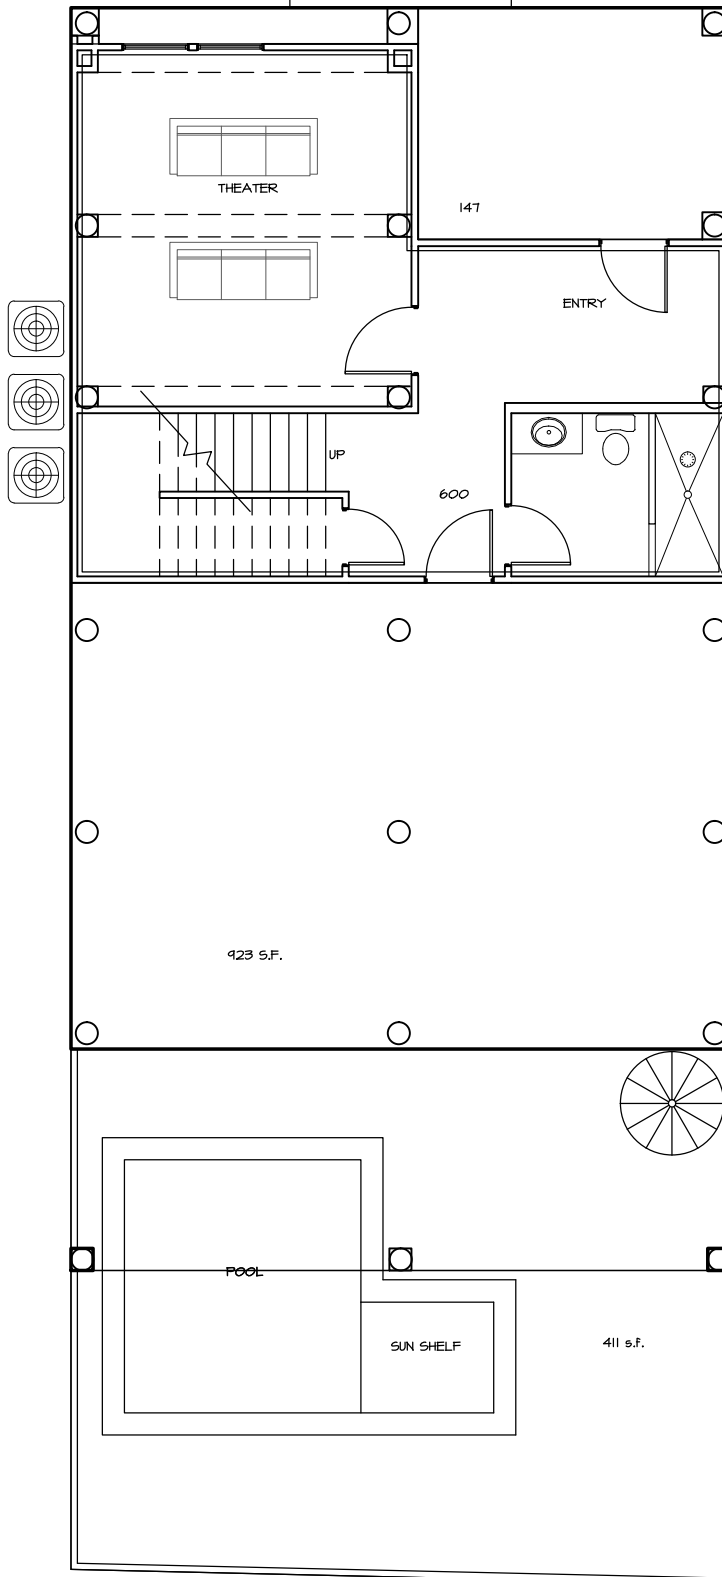 THEATER
147
ENTRY
UP
600
923 S.F.
POOL
SUN SHELF
411 s.f.